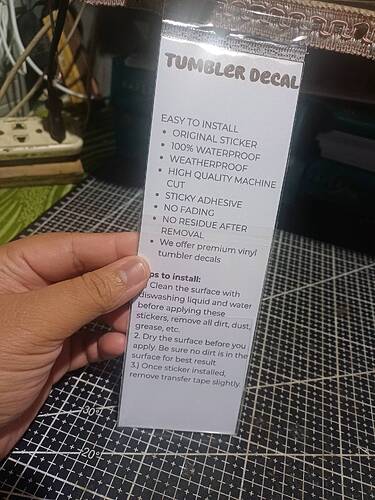 TUMBLER DECAL
EASY TO INSTALL
• ORIGINAL STICKER
• 100% WATERPROOF
• WEATHERPROOF
• HIGH QUALITY MACHINE
CUT
• STICKY ADHESIVE
• NO FADING
• NO RESIDUE AFTER
REMOVAL
• We offer premium vinyl
tumbler decals
ps to install:
Clean the surface with
dishwashing liquid and water
before applying these
stickers, remove all dirt, dust,
grease, etc.
2. Dry the surface before you
apply. Be sure no dirt is in the
surface for best result
3.) Once sticker installed,
remove transfer tape slightly
30°
20°